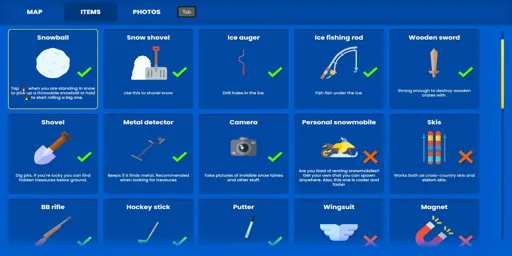 MAP ITEMS PHOTOS Tab
Snowball Snow shovel Ice auger Ice fishing rod Wooden sword
Tap when you are standing in snow
to pick up a throwable snowball or hold
to start rolling a big one.
Use this to shovel snow
Drill holes in the ice.
Fish fish under the ice.
Strong enough to destroy wooden
crates with.
Shovel Metal detector Camera Personal snowmobile Skis
Dig pits. If you're lucky you can find
hidden treasures below ground.
Beeps if it finds metal. Recommended
when looking for treasures
Take pictures of invisible snow fairies
and other stuff.
Are you tired of renting snowmobiles?
Get your own that you can spawn
anywhere. Also, this one is cooler and
faster
Works both as cross-country skis and
slalom skis.
BB rifle Hockey stick Putter Wingsuit Magnet